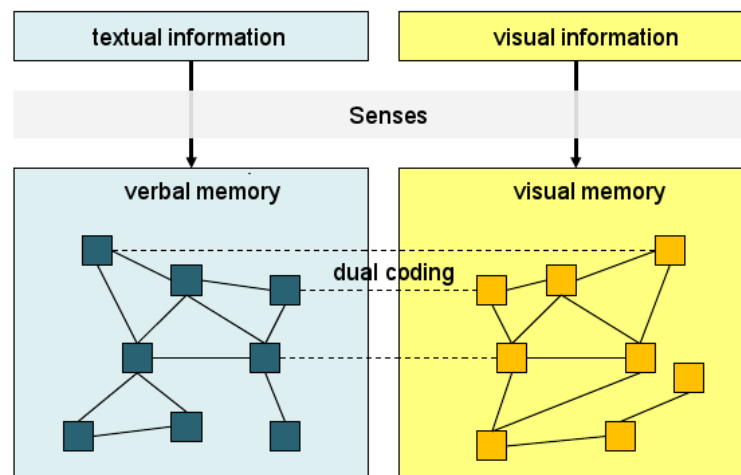 textual information
visual information
Senses
verbal memory
visual memory
dual coding